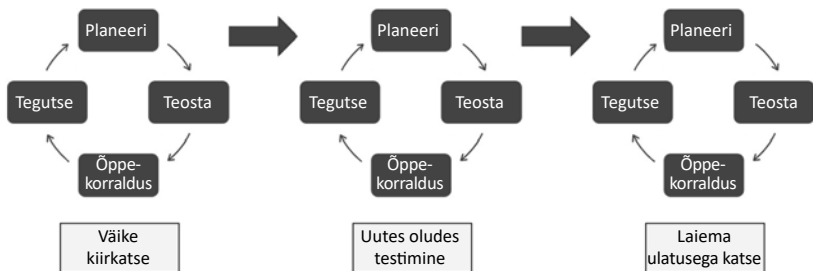 Planeeri
Tegutse
Teosta
Õppe-
korraldus
Väike
kiirkatse
Planeeri
Tegutse
Teosta
Õppe-
korraldus
Uutes oludes
testimine
Planeeri
Tegutse
Teosta
Õppe-
korraldus
Laiema
ulatusega katse